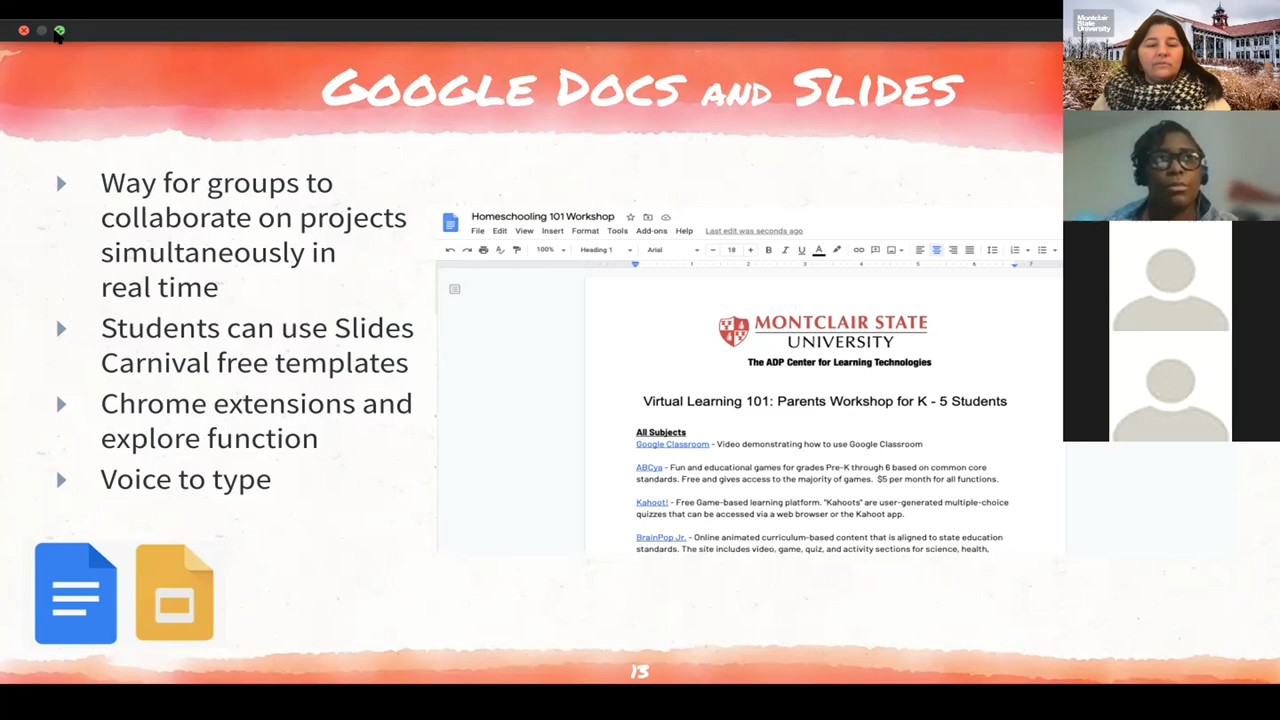 GOOGLE DOCS AND SLIDES
Way for groups to
collaborate on projects
simultaneously in
real time
Students can use Slides
Carnival free templates
Chrome extensions and
explore function
Voice to type
Homeschooling 101 Workshop
File Edit View Insert Format Tools Add-ons Help Last edit was seconds ago
100% Heading 1 Arial 18 B I U A
1 2 3 4 5 6 7
MONTCLAIR STATE
UNIVERSITY
The ADP Center for Learning Technologies
Virtual Learning 101: Parents Workshop for K - 5 Students
All Subjects
Google Classroom - Video demonstrating how to use Google Classroom
ABCya - Fun and educational games for grades Pre-K through 6 based on common core
standards. Free and gives access to the majority of games. $5 per month for all functions.
Kahoot! - Free Game-based learning platform. "Kahoots" are user-generated multiple-choice
quizzes that can be accessed via a web browser or the Kahoot app.
BrainPop Jr. - Online animated curriculum-based content that is aligned to state education
standards. The site includes video, game, quiz, and activity sections for science, health,
13
Montclair
State
University